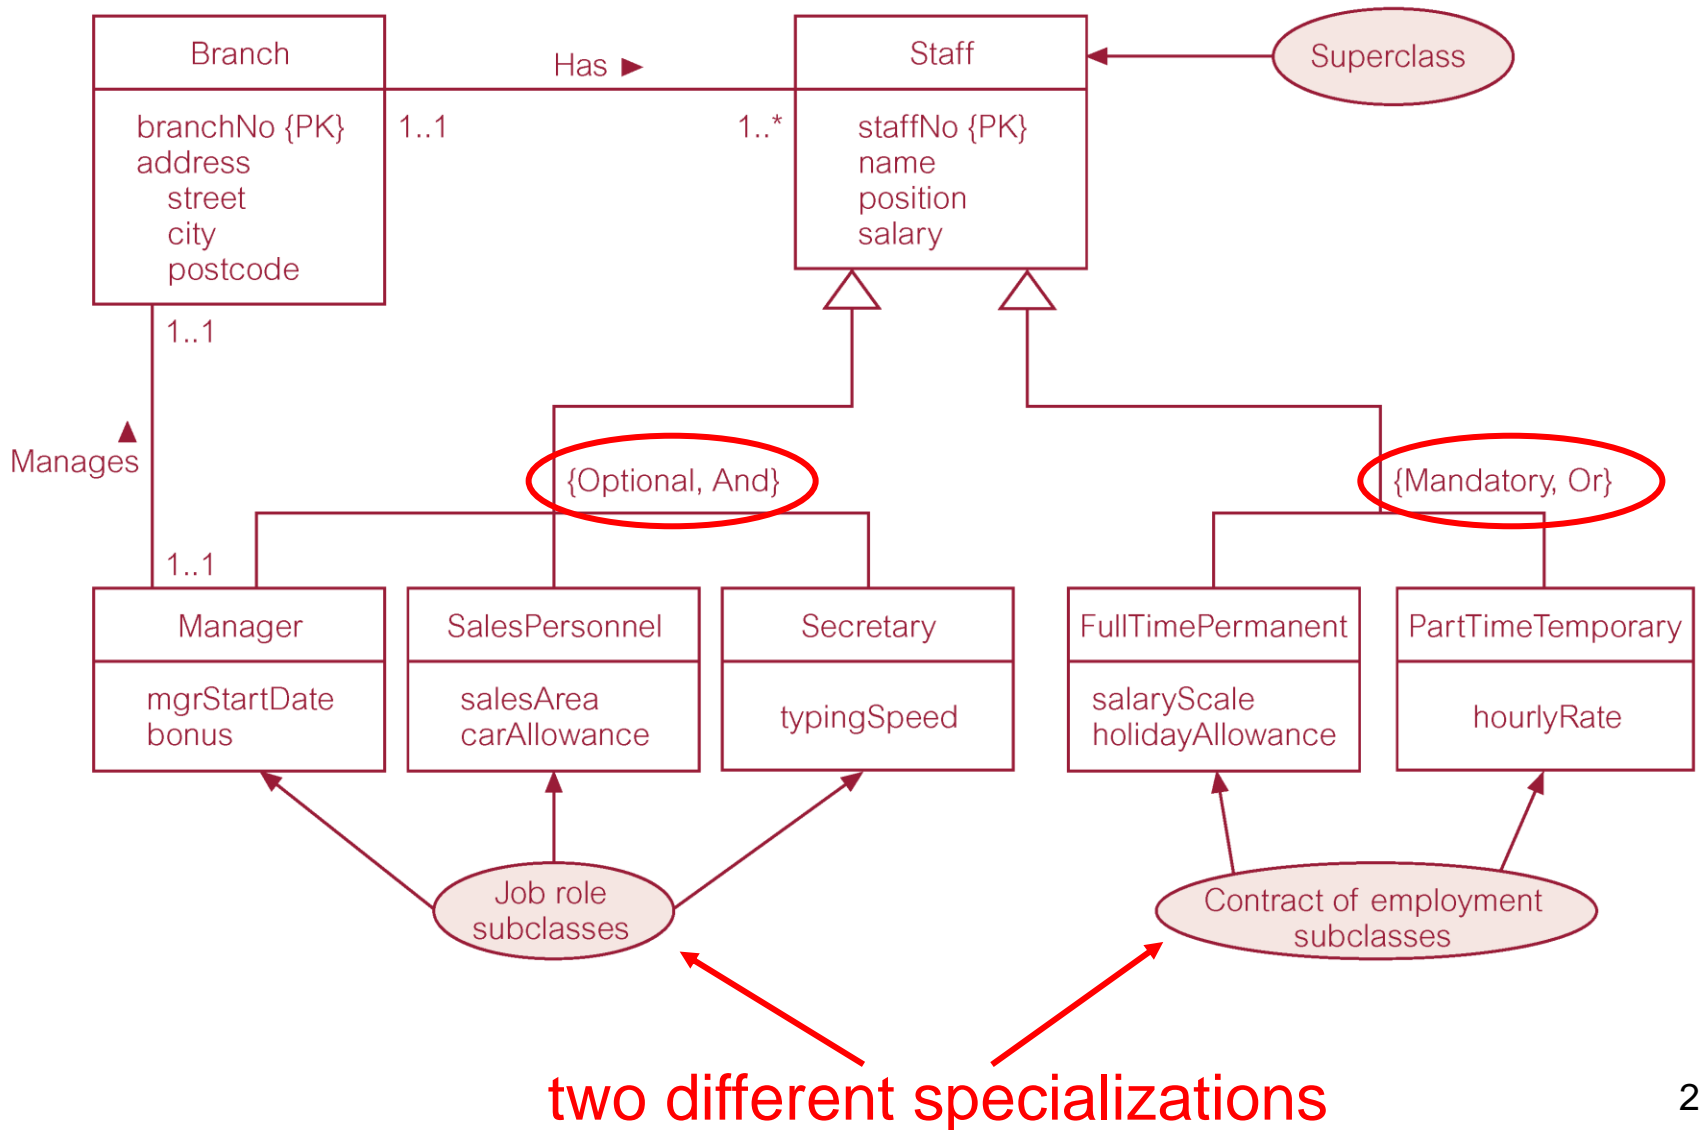 Branch
Has ►
Staff
Superclass
branchNo {PK}
address
street
city
postcode
1..1
1..*
staffNo {PK}
name
position
salary
1..1
Manages
▲
{Optional, And}
{Mandatory, Or}
1..1
Manager
mgrStartDate
bonus
SalesPersonnel
salesArea
carAllowance
Secretary
typingSpeed
FullTimePermanent
salaryScale
holidayAllowance
PartTimeTemporary
hourlyRate
Job role
subclasses
Contract of employment
subclasses
two different specializations
2